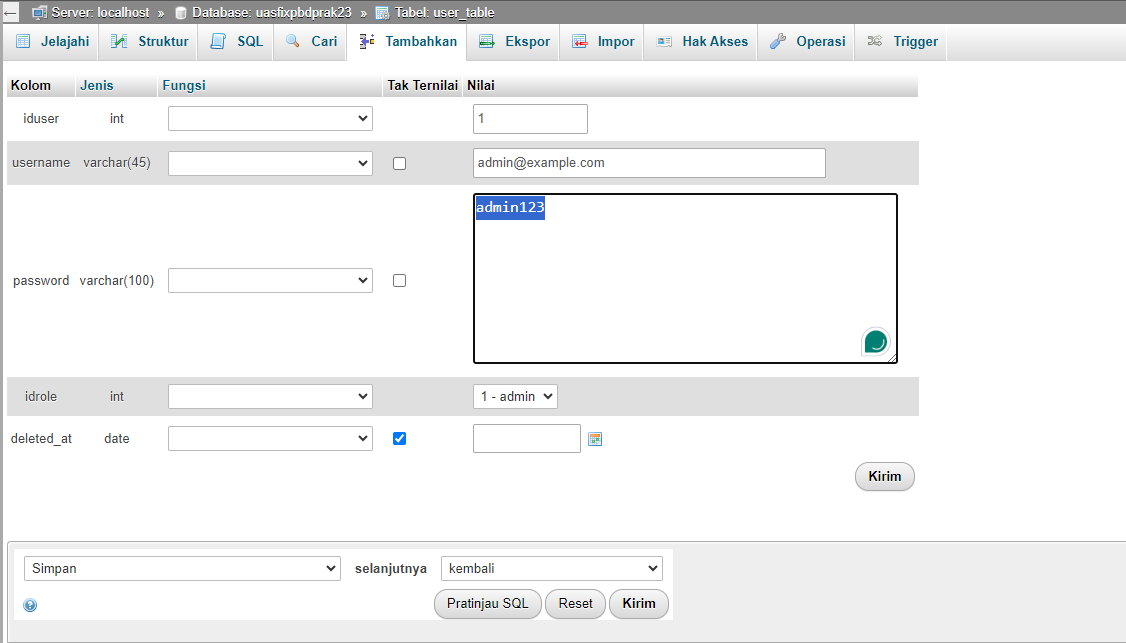 Server: localhost » Database: uasfixpbdprak23 » Tabel: user_table
Jelajahi Struktur SQL Cari Tambahkan Ekspor Impor Hak Akses Operasi Trigger
Kolom Jenis Fungsi Tak Ternilai Nilai
iduser int 1
username varchar(45) admin@example.com
admin123
password varchar(100)
idrole int 1 - admin
deleted_at date
Kirim
Simpan selanjutnya kembali
Pratinjau SQL Reset Kirim